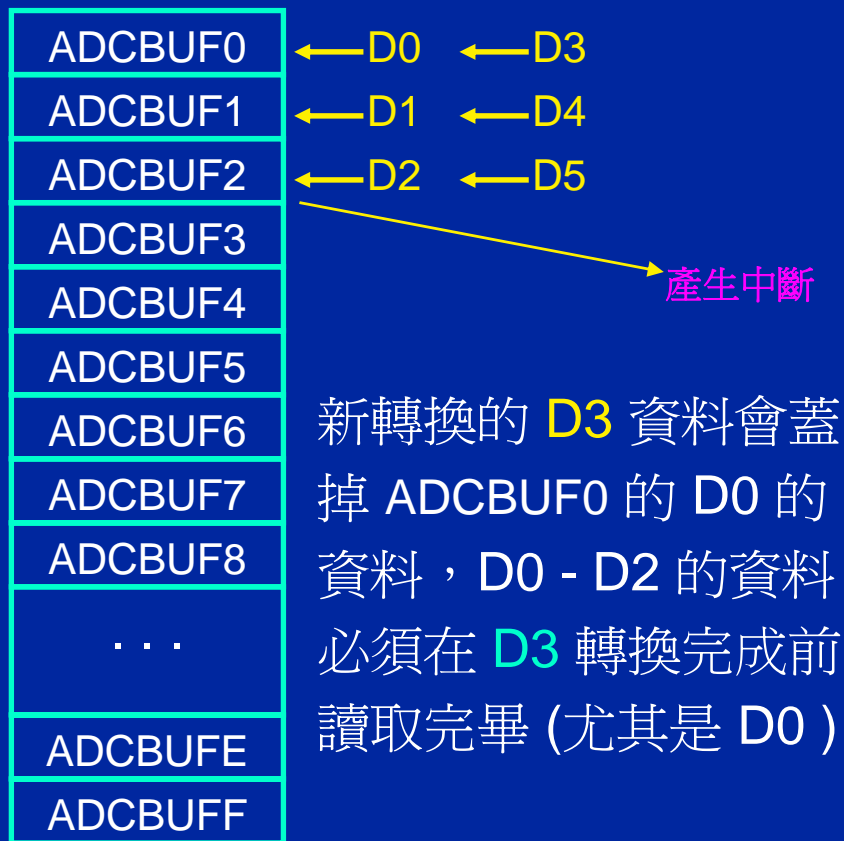 ADCBUF0 D0 D3
ADCBUF1 D1 D4
ADCBUF2 D2 D5
ADCBUF3
ADCBUF4
產生中斷
ADCBUF5
ADCBUF6
ADCBUF7
ADCBUF8
. . .
ADCBUFE
ADCBUFF
新轉換的 D3 資料會蓋
掉 ADCBUF0 的 D0 的
資料，D0 - D2 的資料
必須在 D3 轉換完成前
讀取完畢 (尤其是 D0 )